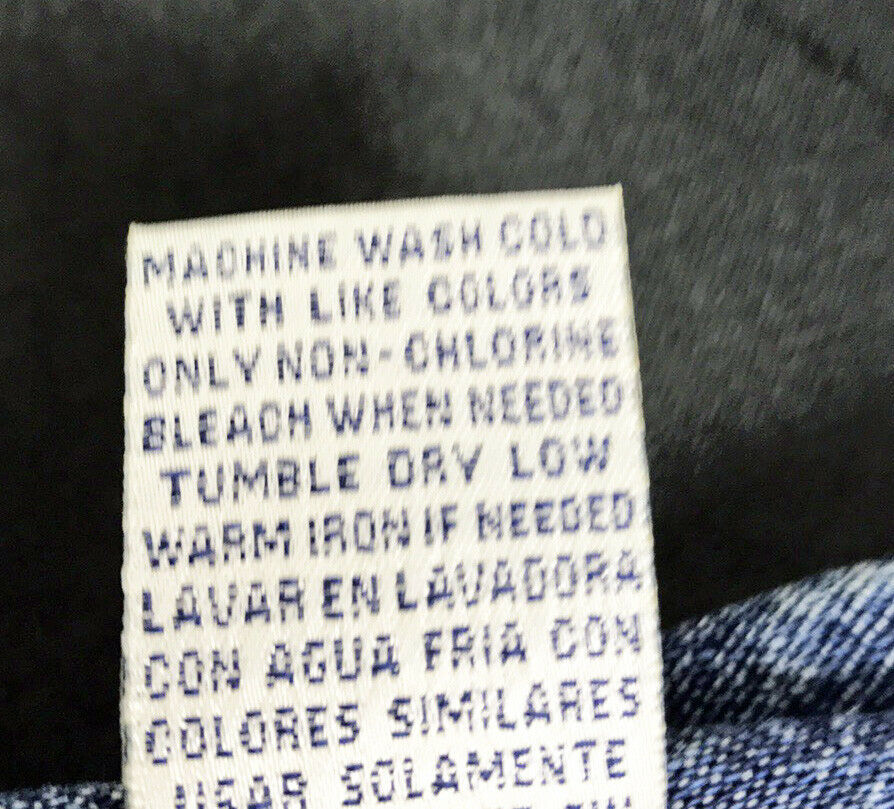 MACHINE WASH COLD
WITH LIKE COLORS
ONLY NON-CHLORINE
BLEACH WHEN NEEDED
TUMBLE DRY LOW
WARM IRON IF NEEDED
LAVAR EN LAVADORA
CON AGUA FRIA CON
COLORES SIMILARES
USAR SOLAMENTE